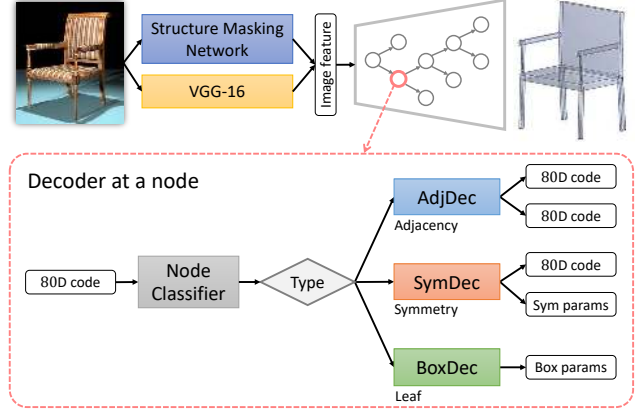 Structure Masking
Network
VGG-16
Image feature
Decoder at a node
80D code
Node
Classifier
Type
AdjDec
Adjacency
80D code
80D code
SymDec
Symmetry
80D code
Sym params
BoxDec
Leaf
Box params